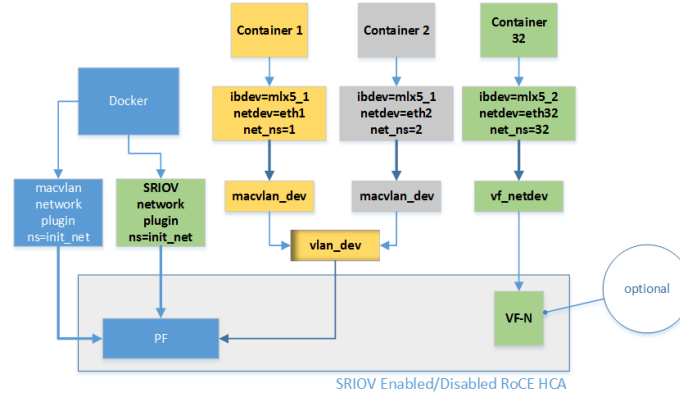 Container 1
Container 2
Container
32
Docker
ibdev=mlx5_1
netdev=eth1
net_ns=1
ibdev=mlx5_1
netdev=eth2
net_ns=2
ibdev=mlx5_2
netdev=eth32
net_ns=32
macvlan
network
plugin
ns=init_net
SRIOV
network
plugin
ns=init_net
macvlan_dev
macvlan_dev
vf_netdev
vlan_dev
optional
PF
VF-N
SRIOV Enabled/Disabled RoCE HCA